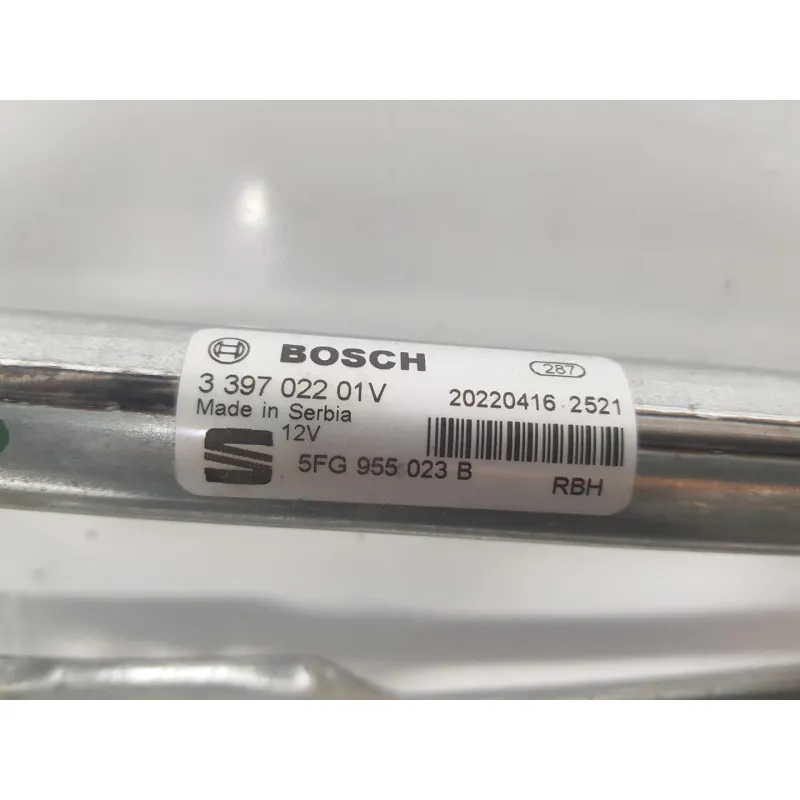 BOSCH
287
3 397 022 01V
20220416 2521
Made in Serbia
12V
5FG 955 023 B
RBH